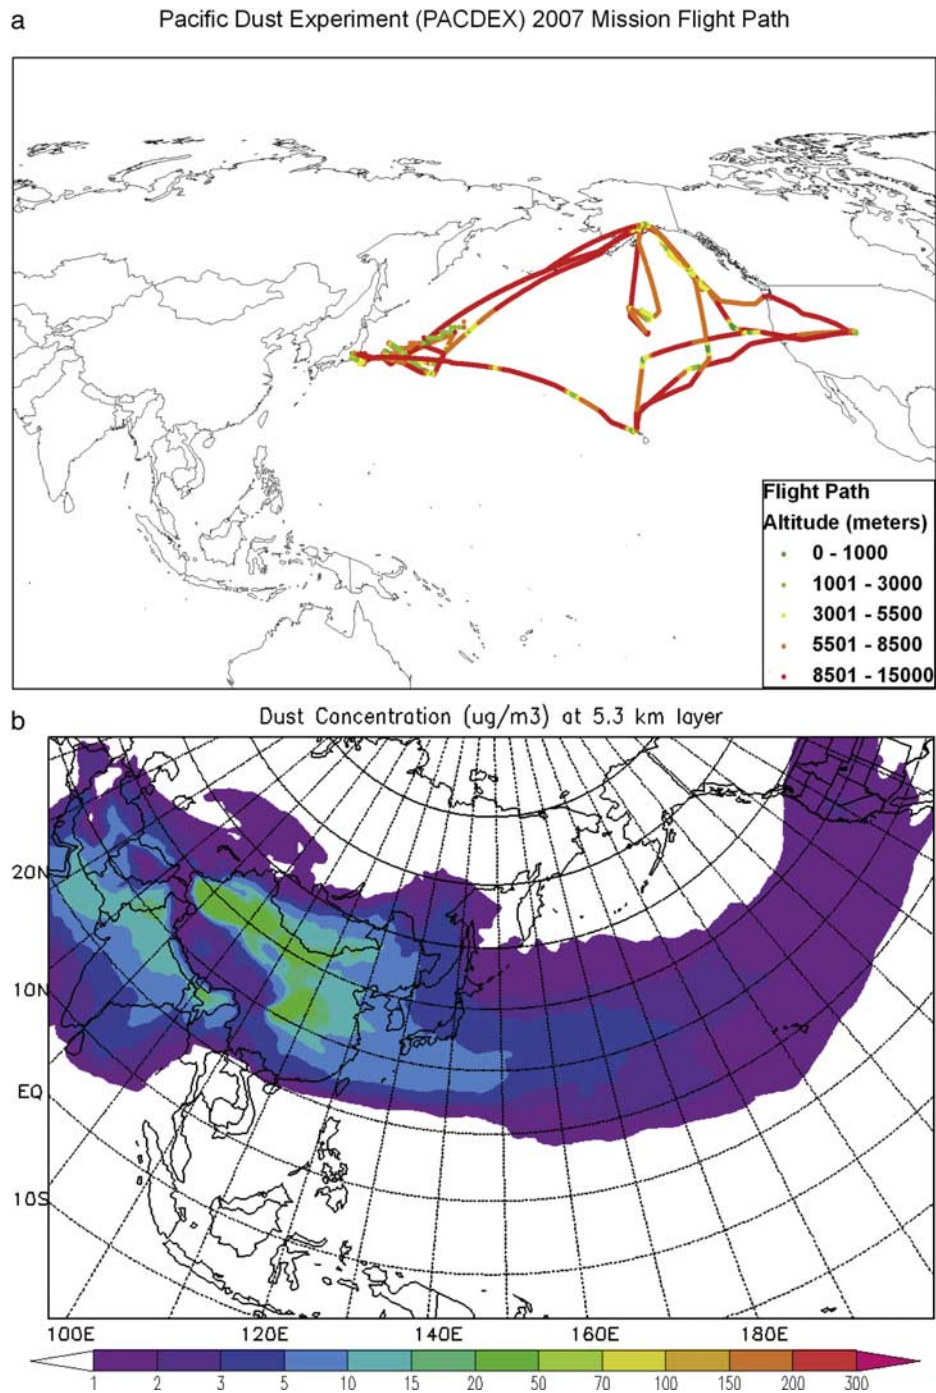 a
Pacific Dust Experiment (PACDEX) 2007 Mission Flight Path
Flight Path
Altitude (meters)
0 - 1000
1001 - 3000
3001 - 5500
5501 - 8500
8501 - 15000
b
Dust Concentration (ug/m3) at 5.3 km layer
20N
10N
EQ
10S
100E 120E 140E 160E 180E
1 2 3 5 10 15 20 50 70 100 150 200 300